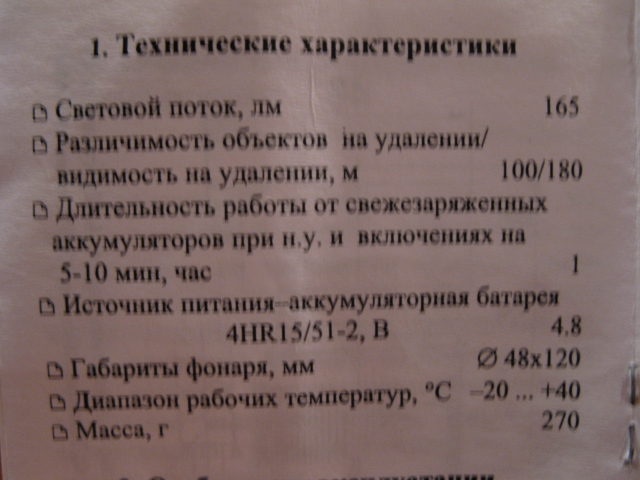 1. Технические характеристики
Световой поток, лм 165
Различимость объектов на удалении/
видимость на удалении, м 100/180
Длительность работы от свежезаряженных
аккумуляторов при н.у. и включениях на
5-10 мин, час 1
Источник питания–аккумуляторная батарея
4HR15/51-2, В 4,8
Габариты фонаря, мм ∅ 48x120
Диапазон рабочих температур, °С –20 ... +40
Масса, г 270